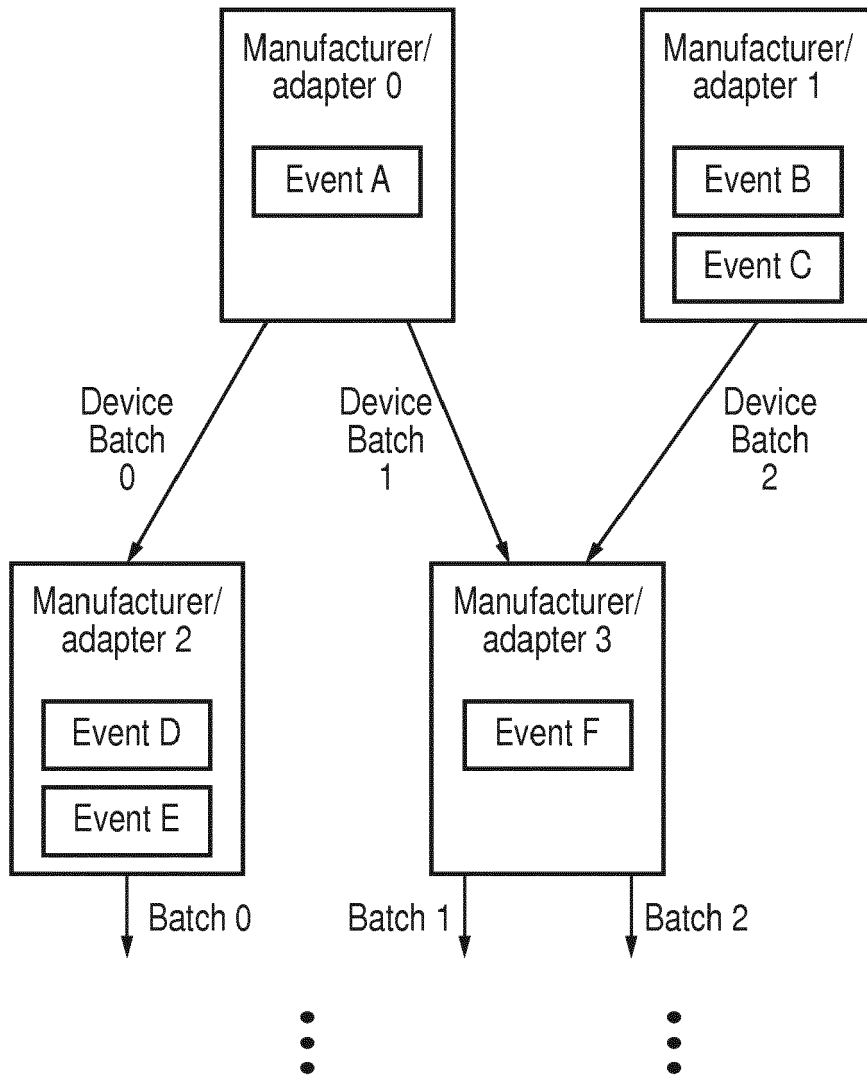 Manufacturer/
adapter 0
Event A
Manufacturer/
adapter 1
Event B
Event C
Device
Batch
0
Device
Batch
1
Device
Batch
2
Manufacturer/
adapter 2
Event D
Event E
Manufacturer/
adapter 3
Event F
Batch 0
Batch 1
Batch 2